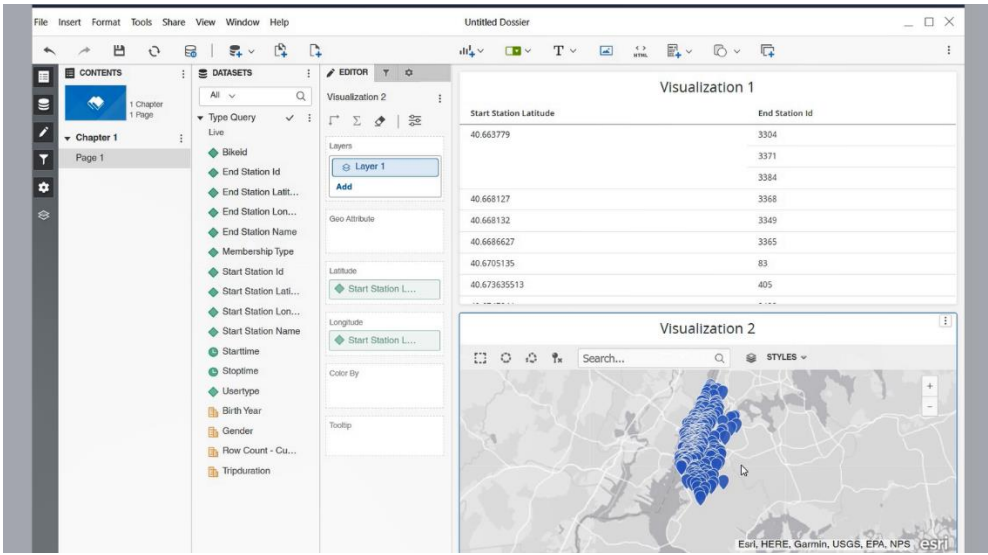 File Insert Format Tools Share View Window Help
Untitled Dossier
T
HTML
CONTENTS
1 Chapter
1 Page
Chapter 1
Page 1
DATASETS
All
Type Query
Live
Bikeid
End Station Id
End Station Latit...
End Station Lon...
End Station Name
Membership Type
Start Station Id
Start Station Lati...
Start Station Lon...
Start Station Name
Starttime
Stoptime
Usertype
Birth Year
Gender
Row Count - Cu...
Tripduration
EDITOR
Visualization 2
Layers
Layer 1
Add
Geo Attribute
Latitude
Start Station L...
Longitude
Start Station L...
Color By
Tooltip
Visualization 1
Start Station Latitude End Station Id
40.663779 3304
3371
3384
40.668127 3368
40.668132 3349
40.6686627 3365
40.6705135 83
40.673635513 405
Visualization 2
Search...
STYLES
Esri, HERE, Garmin, USGS, EPA, NPS esri